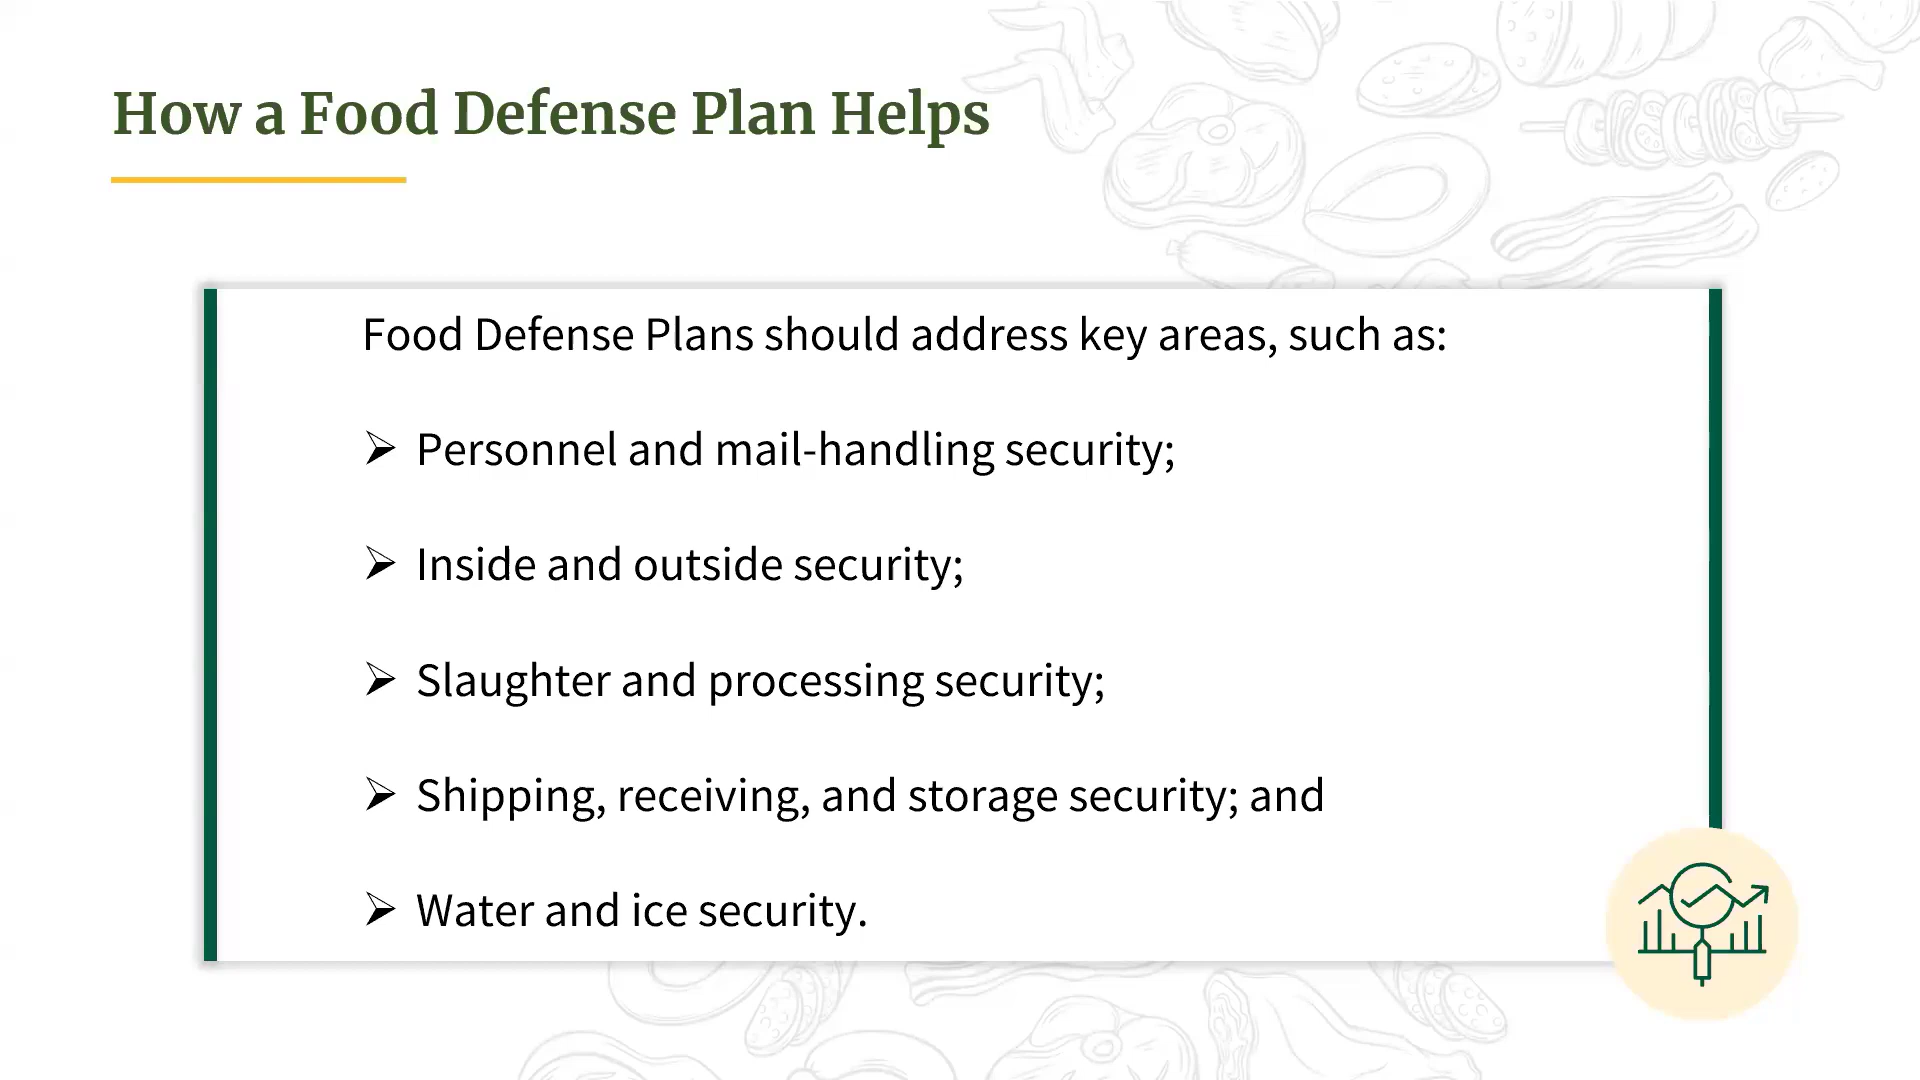 How a Food Defense Plan Helps
Food Defense Plans should address key areas, such as:
➢ Personnel and mail-handling security;
➢ Inside and outside security;
➢ Slaughter and processing security;
➢ Shipping, receiving, and storage security; and
➢ Water and ice security.